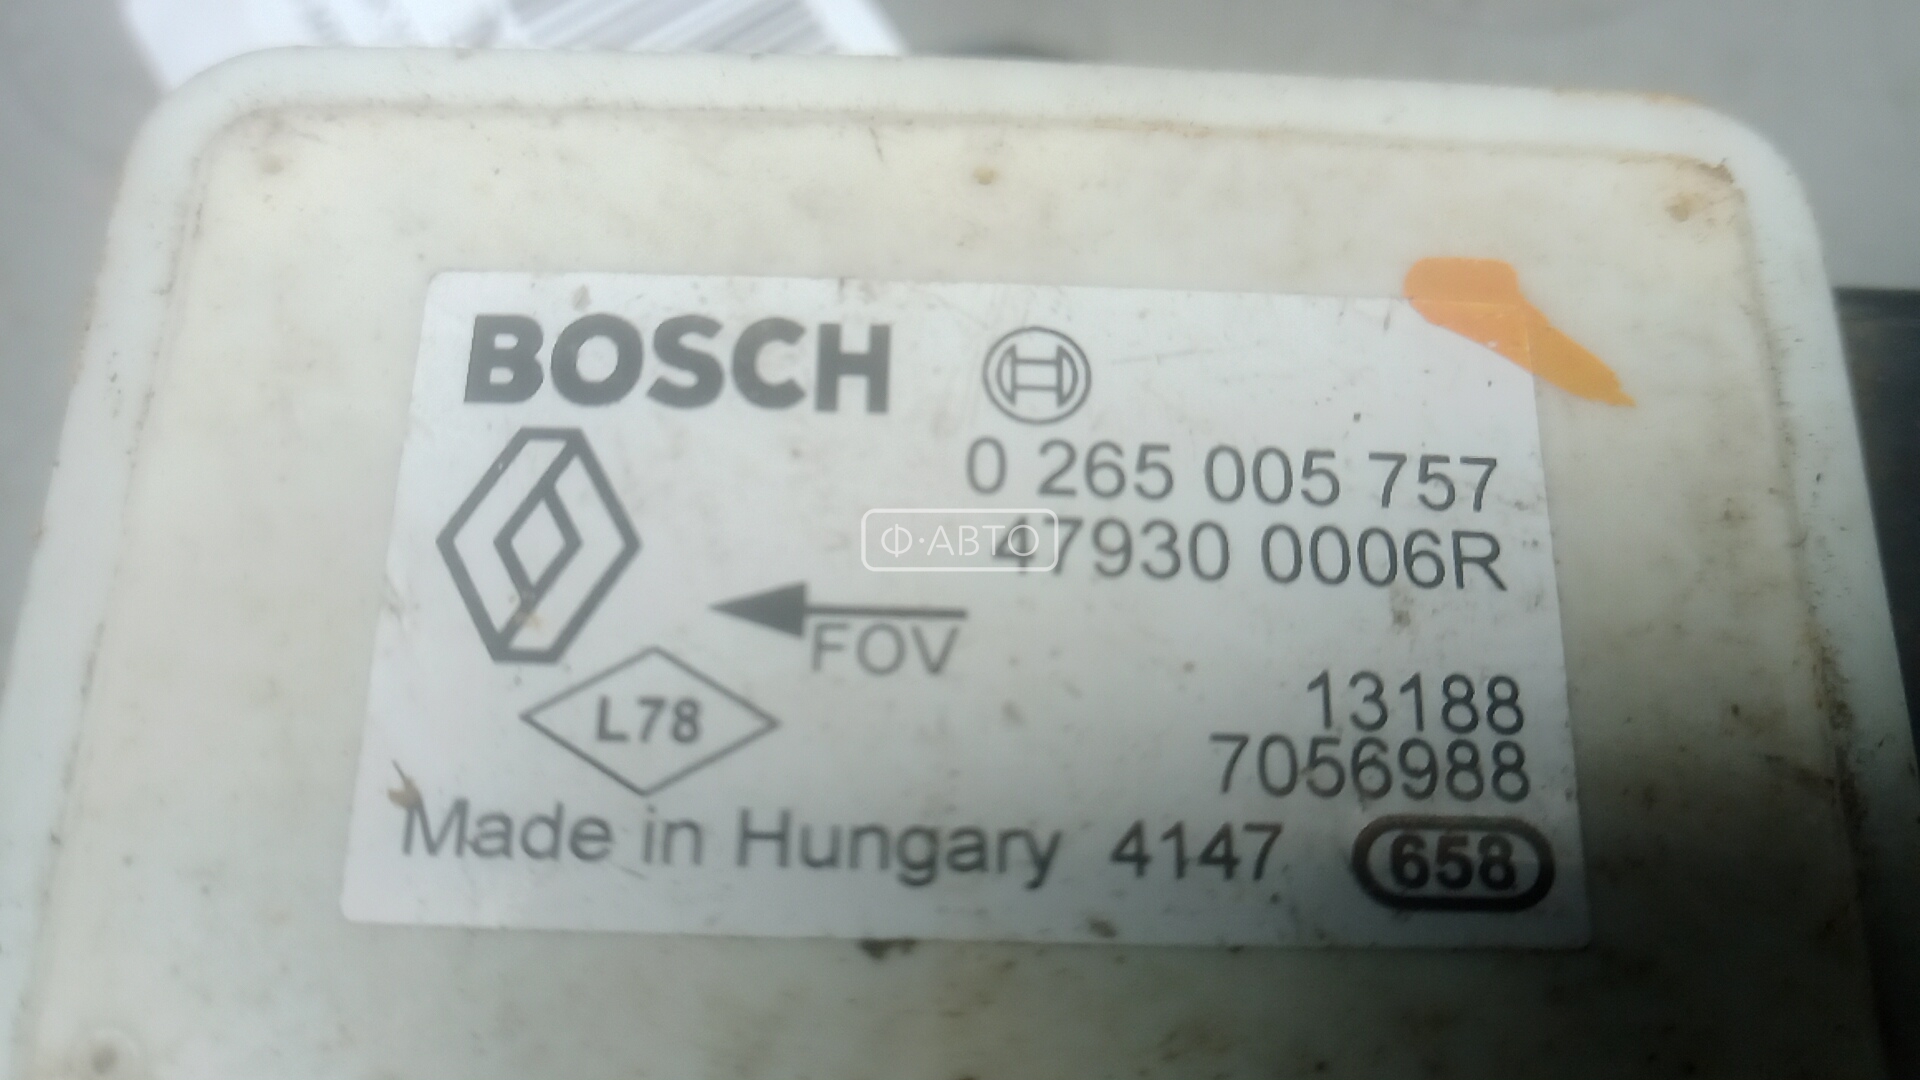 BOSCH
0 265 005 757
Ф·АВТО
47930 0006R
FOV
L78
13188
7056988
Made in Hungary 4147 658